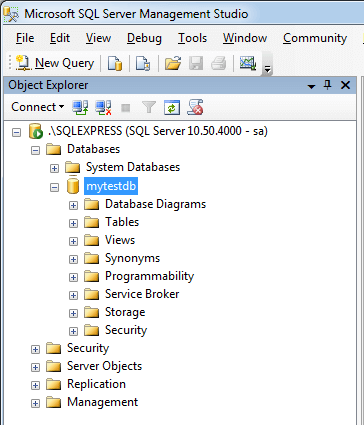 Microsoft SQL Server Management Studio
File Edit View Debug Tools Window Community
New Query
Object Explorer
Connect
.\SQLEXPRESS (SQL Server 10.50.4000 - sa)
Databases
System Databases
mytestdb
Database Diagrams
Tables
Views
Synonyms
Programmability
Service Broker
Storage
Security
Security
Server Objects
Replication
Management